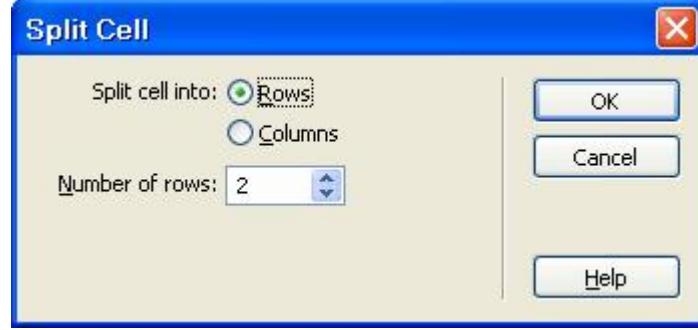 Split Cell
Split cell into: Rows
Columns
Number of rows: 2
OK
Cancel
Help